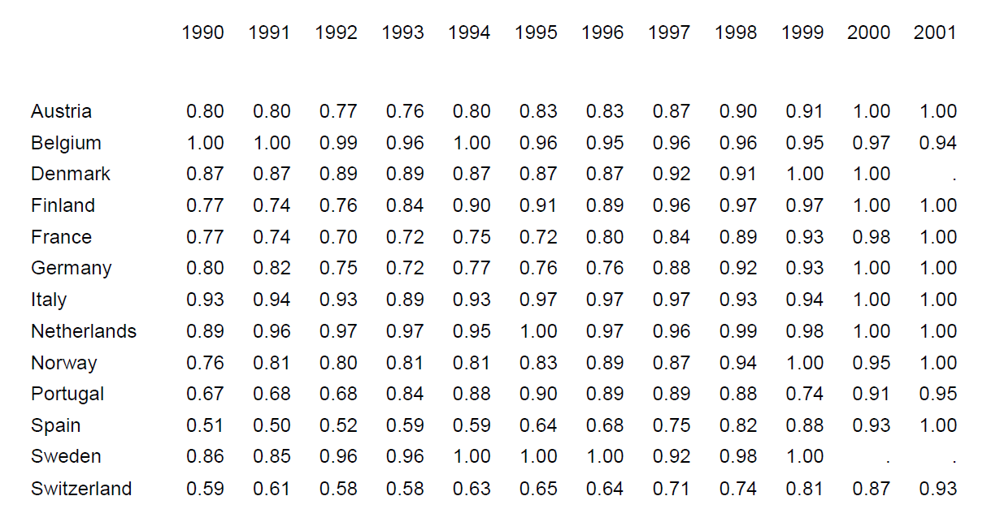 1990 1991 1992 1993 1994 1995 1996 1997 1998 1999 2000 2001
Austria 0.80 0.80 0.77 0.76 0.80 0.83 0.83 0.87 0.90 0.91 1.00 1.00
Belgium 1.00 1.00 0.99 0.96 1.00 0.96 0.95 0.96 0.96 0.95 0.97 0.94
Denmark 0.87 0.87 0.89 0.89 0.87 0.87 0.87 0.92 0.91 1.00 1.00 .
Finland 0.77 0.74 0.76 0.84 0.90 0.91 0.89 0.96 0.97 0.97 1.00 1.00
France 0.77 0.74 0.70 0.72 0.75 0.72 0.80 0.84 0.89 0.93 0.98 1.00
Germany 0.80 0.82 0.75 0.72 0.77 0.76 0.76 0.88 0.92 0.93 1.00 1.00
Italy 0.93 0.94 0.93 0.89 0.93 0.97 0.97 0.97 0.93 0.94 1.00 1.00
Netherlands 0.89 0.96 0.97 0.97 0.95 1.00 0.97 0.96 0.99 0.98 1.00 1.00
Norway 0.76 0.81 0.80 0.81 0.81 0.83 0.89 0.87 0.94 1.00 0.95 1.00
Portugal 0.67 0.68 0.68 0.84 0.88 0.90 0.89 0.89 0.88 0.74 0.91 0.95
Spain 0.51 0.50 0.52 0.59 0.59 0.64 0.68 0.75 0.82 0.88 0.93 1.00
Sweden 0.86 0.85 0.96 0.96 1.00 1.00 1.00 0.92 0.98 1.00 . .
Switzerland 0.59 0.61 0.58 0.58 0.63 0.65 0.64 0.71 0.74 0.81 0.87 0.93